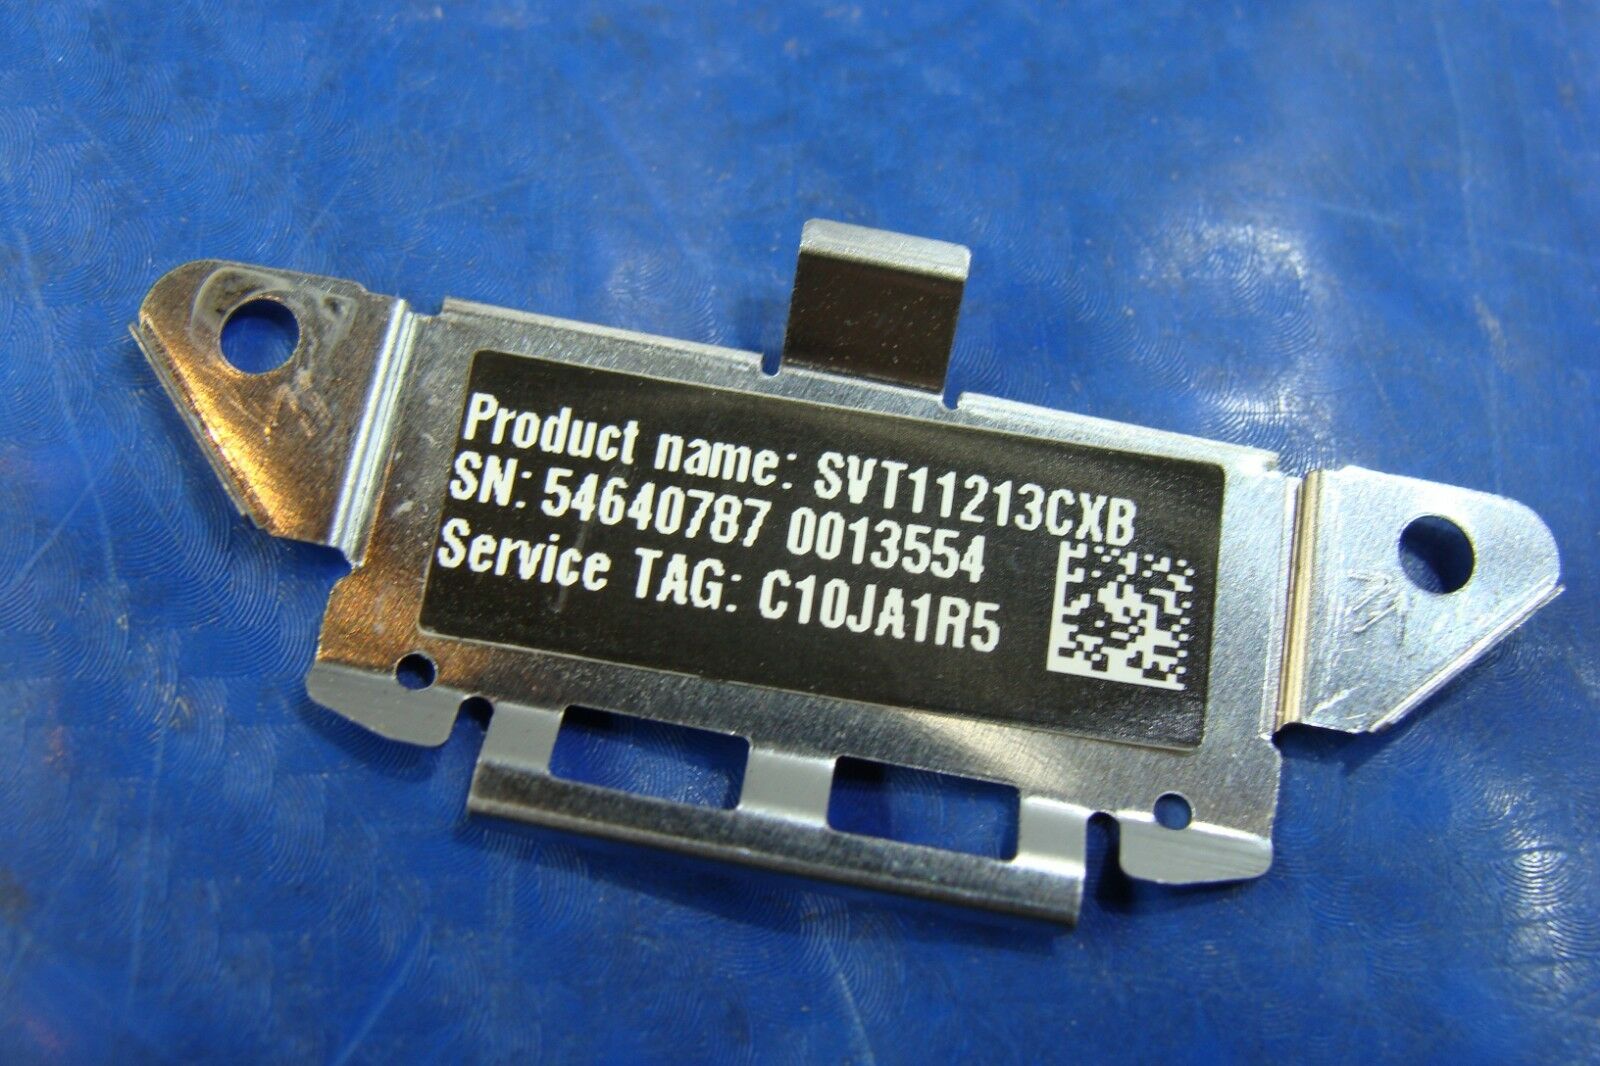 Product name: SVT11213CXB
SN: 54640787 0013554
Service TAG: C10JA1R5